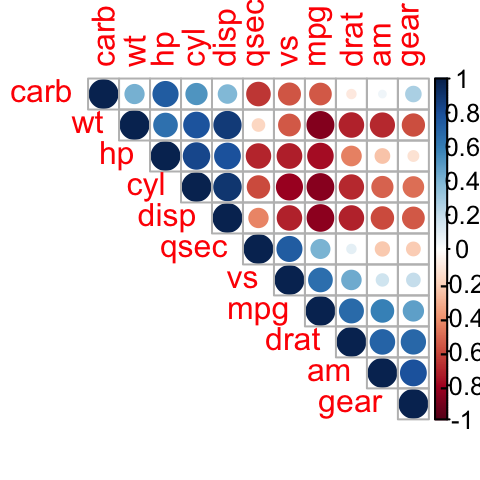 carb wt hp cyl disp qsec vs mpg drat am gear
carb
wt
hp
cyl
disp
qsec
vs
mpg
drat
am
gear
1
0.8
0.6
0.4
0.2
0
-0.2
-0.4
-0.6
-0.8
-1